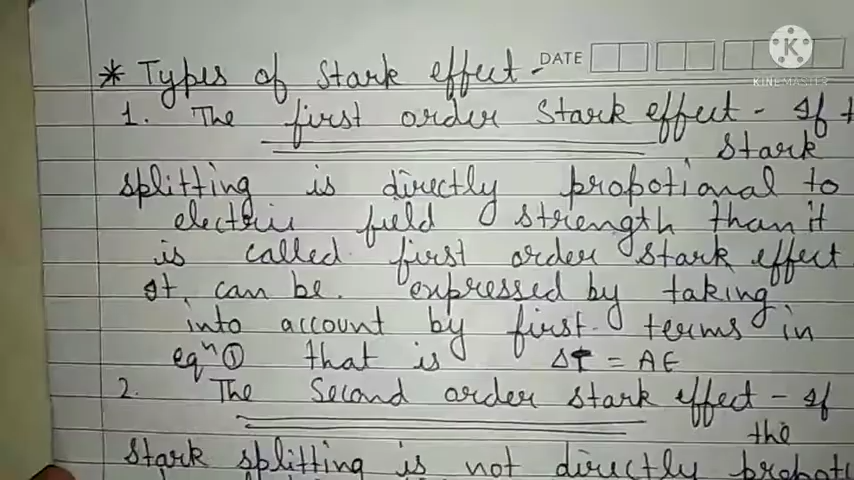 * Types of Stark effect -
DATE
K
KINEMASTER
1. The first order Stark effect - If t
Stark
splitting is directly propotional to
electric field strength than it
is called first order stark effect
It can be expressed by taking
into account by first terms in
eqⁿ ① that is ΔT = AE
2. The Second order stark effect - If
the
Stark splitting is not directly propoti